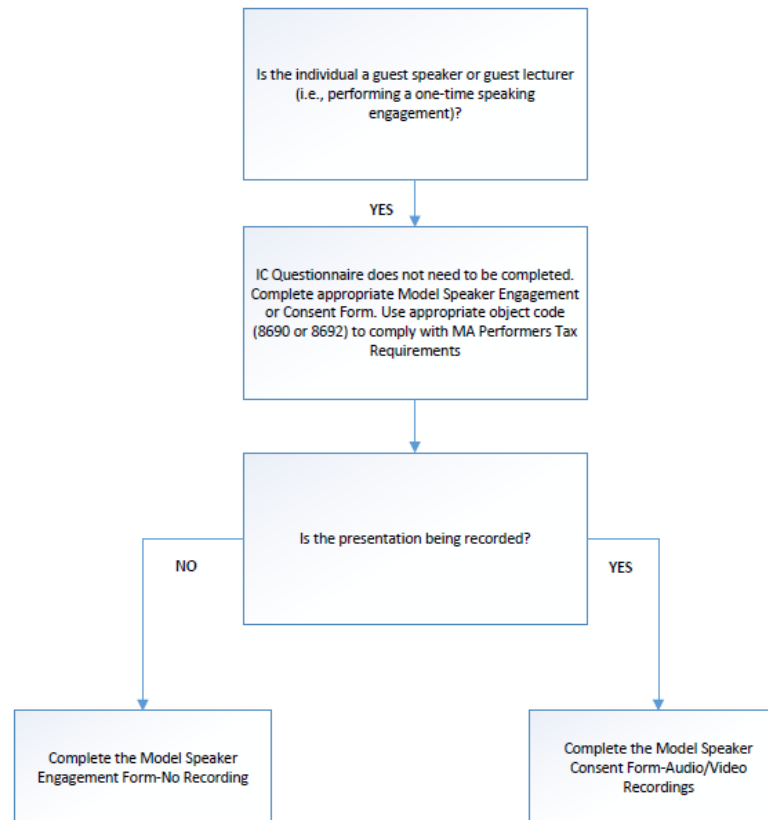 Is the individual a guest speaker or guest lecturer
(i.e., performing a one-time speaking
engagement)?
YES
IC Questionnaire does not need to be completed.
Complete appropriate Model Speaker Engagement
or Consent Form. Use appropriate object code
(8690 or 8692) to comply with MA Performers Tax
Requirements
Is the presentation being recorded?
NO
YES
Complete the Model Speaker
Engagement Form-No Recording
Complete the Model Speaker
Consent Form-Audio/Video
Recordings